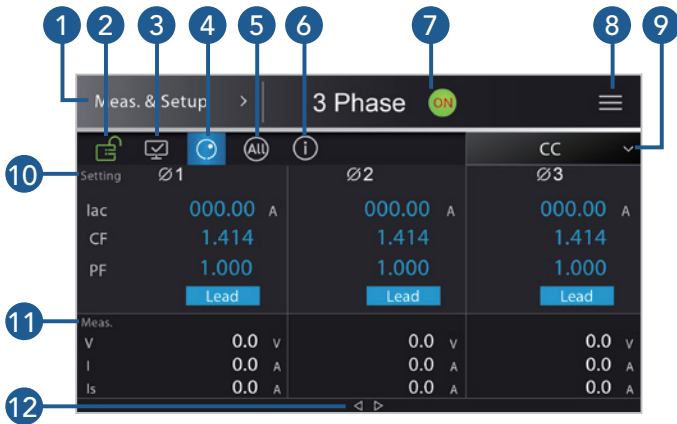 1 2 3 4 5 6 7 8 9
Meas. & Setup > 3 Phase ON
All i CC
10 Setting Ø1 Ø2 Ø3
Iac 000.00 A 000.00 A 000.00 A
CF 1.414 1.414 1.414
PF 1.000 1.000 1.000
Lead Lead Lead
11 Meas.
V 0.0 V 0.0 V 0.0 V
I 0.0 A 0.0 A 0.0 A
Is 0.0 A 0.0 A 0.0 A
12